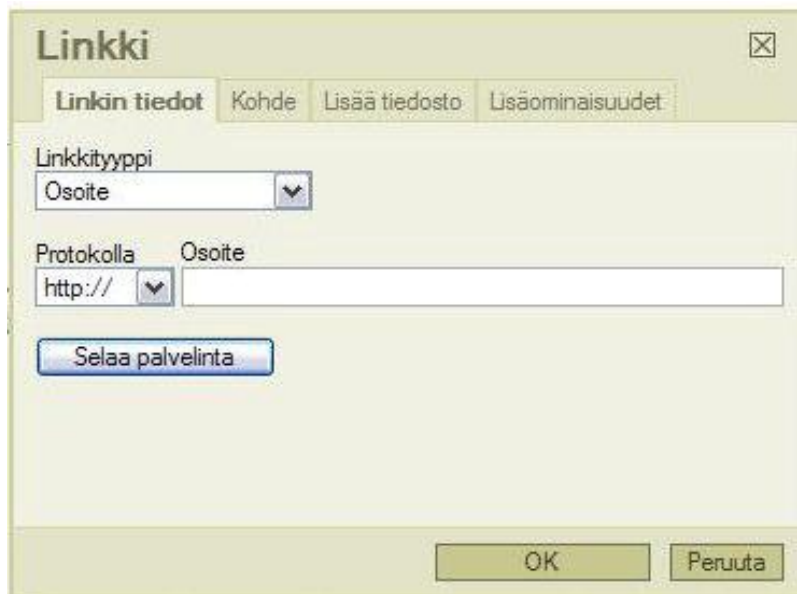 Linkki
Linkin tiedot Kohde Lisää tiedosto Lisäominaisuudet
Linkkityyppi
Osoite
Protokolla Osoite
http://
Selaa palvelinta
OK Peruuta